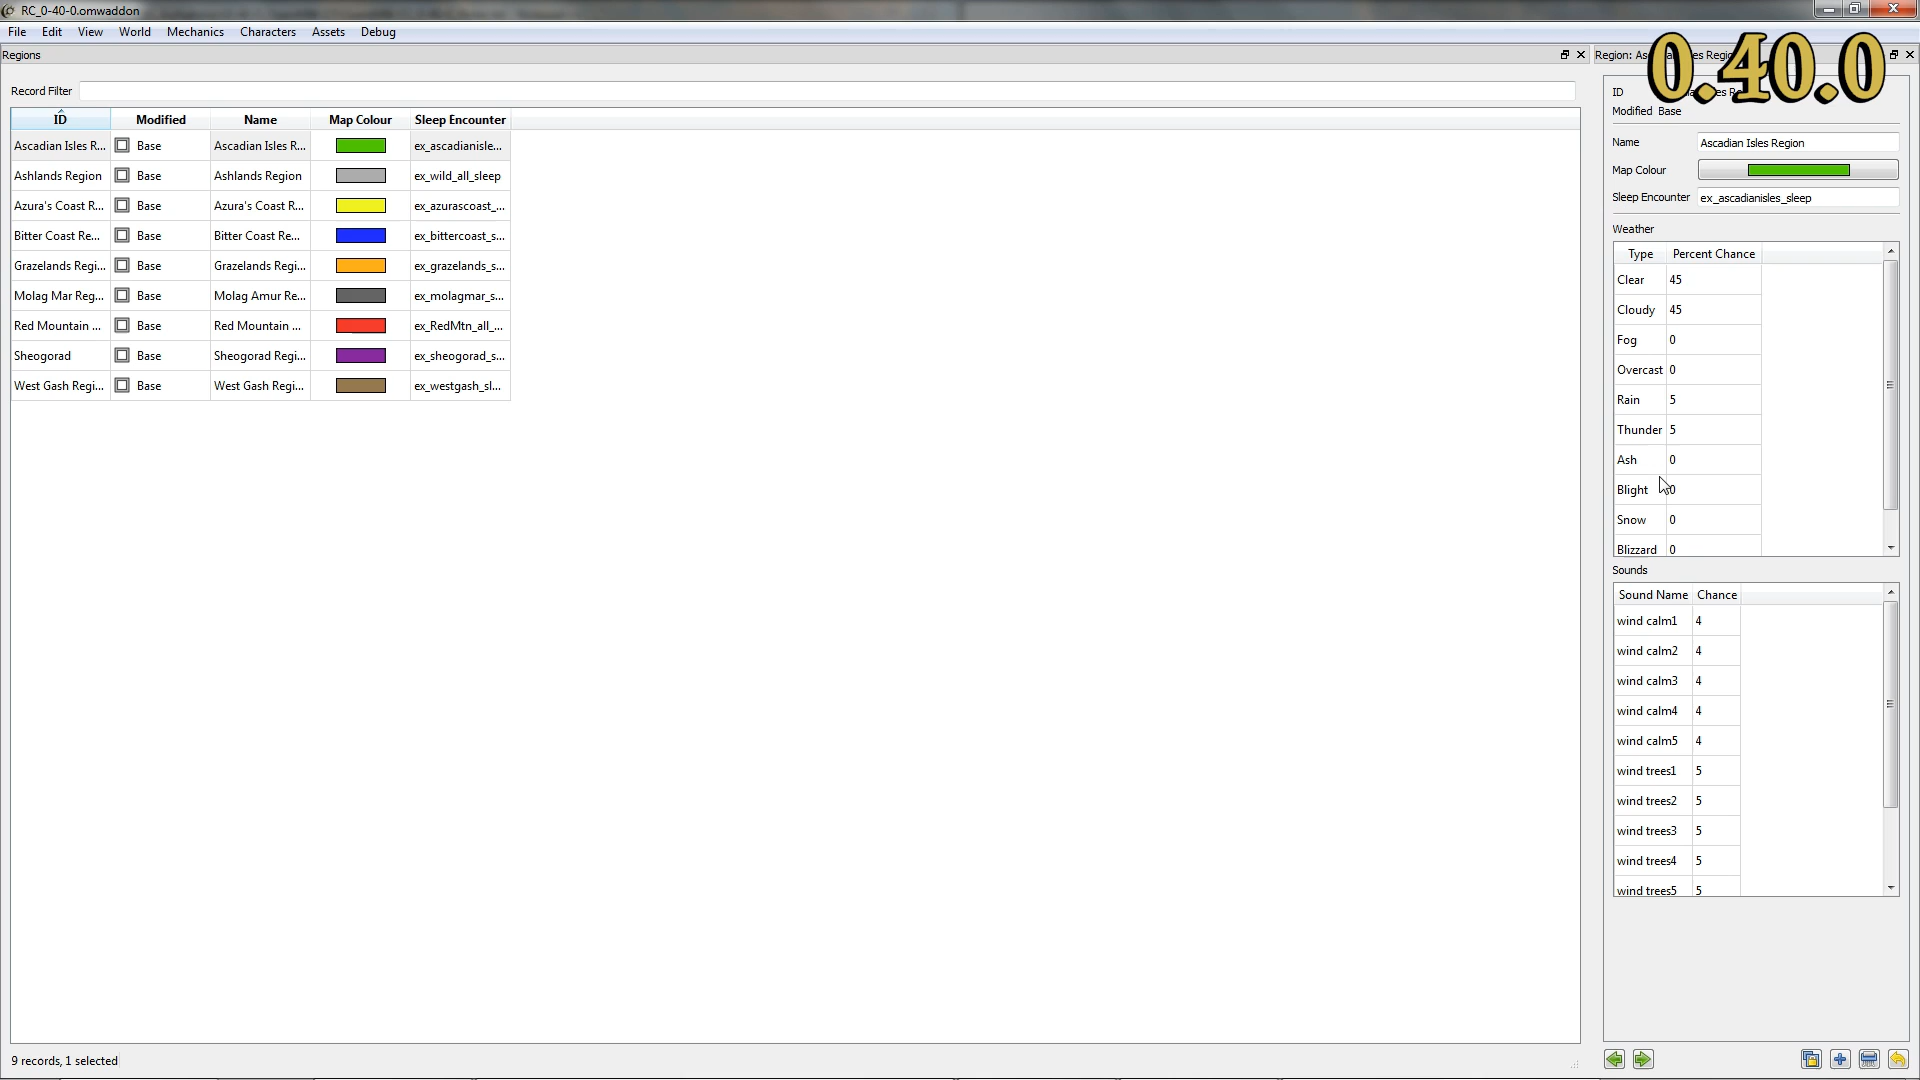 RC_0-40-0.omwaddon
File Edit View World Mechanics Characters Assets Debug
Regions
Record Filter
ID Modified Name Map Colour Sleep Encounter
Ascadian Isles R... Base Ascadian Isles R... ex_ascadianisle...
Ashlands Region Base Ashlands Region ex_wild_all_sleep
Azura's Coast R... Base Azura's Coast R... ex_azurascoast_...
Bitter Coast Re... Base Bitter Coast Re... ex_bittercoast_s...
Grazelands Regi... Base Grazelands Regi... ex_grazelands_s...
Molag Mar Reg... Base Molag Amur Re... ex_molagmar_s...
Red Mountain ... Base Red Mountain ... ex_RedMtn_all_...
Sheogorad Base Sheogorad Regi... ex_sheogorad_s...
West Gash Regi... Base West Gash Regi... ex_westgash_sl...
9 records, 1 selected
Region:
0.40.0
ID
Modified Base
Name Ascadian Isles Region
Map Colour
Sleep Encounter ex_ascadianisles_sleep
Weather
Type Percent Chance
Clear 45
Cloudy 45
Fog 0
Overcast 0
Rain 5
Thunder 5
Ash 0
Blight 0
Snow 0
Blizzard 0
Sounds
Sound Name Chance
wind calm1 4
wind calm2 4
wind calm3 4
wind calm4 4
wind calm5 4
wind trees1 5
wind trees2 5
wind trees3 5
wind trees4 5
wind trees5 5